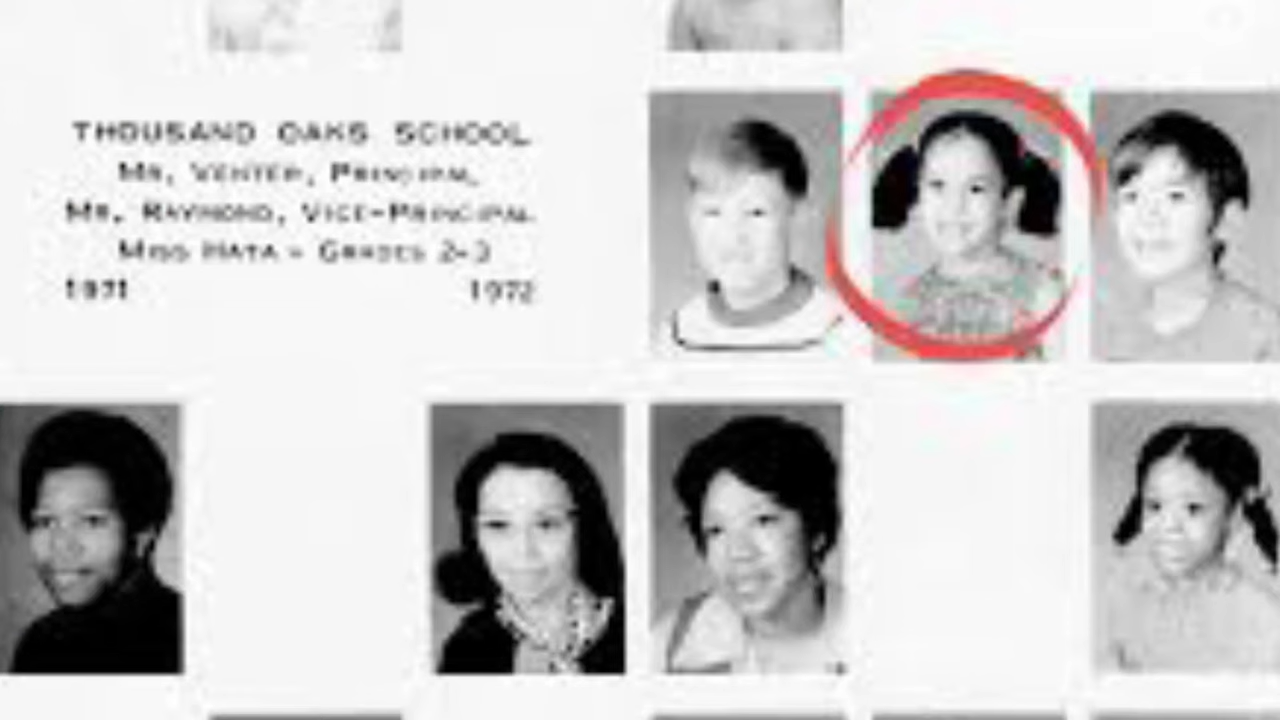 THOUSAND OAKS SCHOOL
MR. VENTER, PRINCIPAL
MR. RAYMOND, VICE-PRINCIPAL
MISS HATA - GRADES 2-3
1971 1972